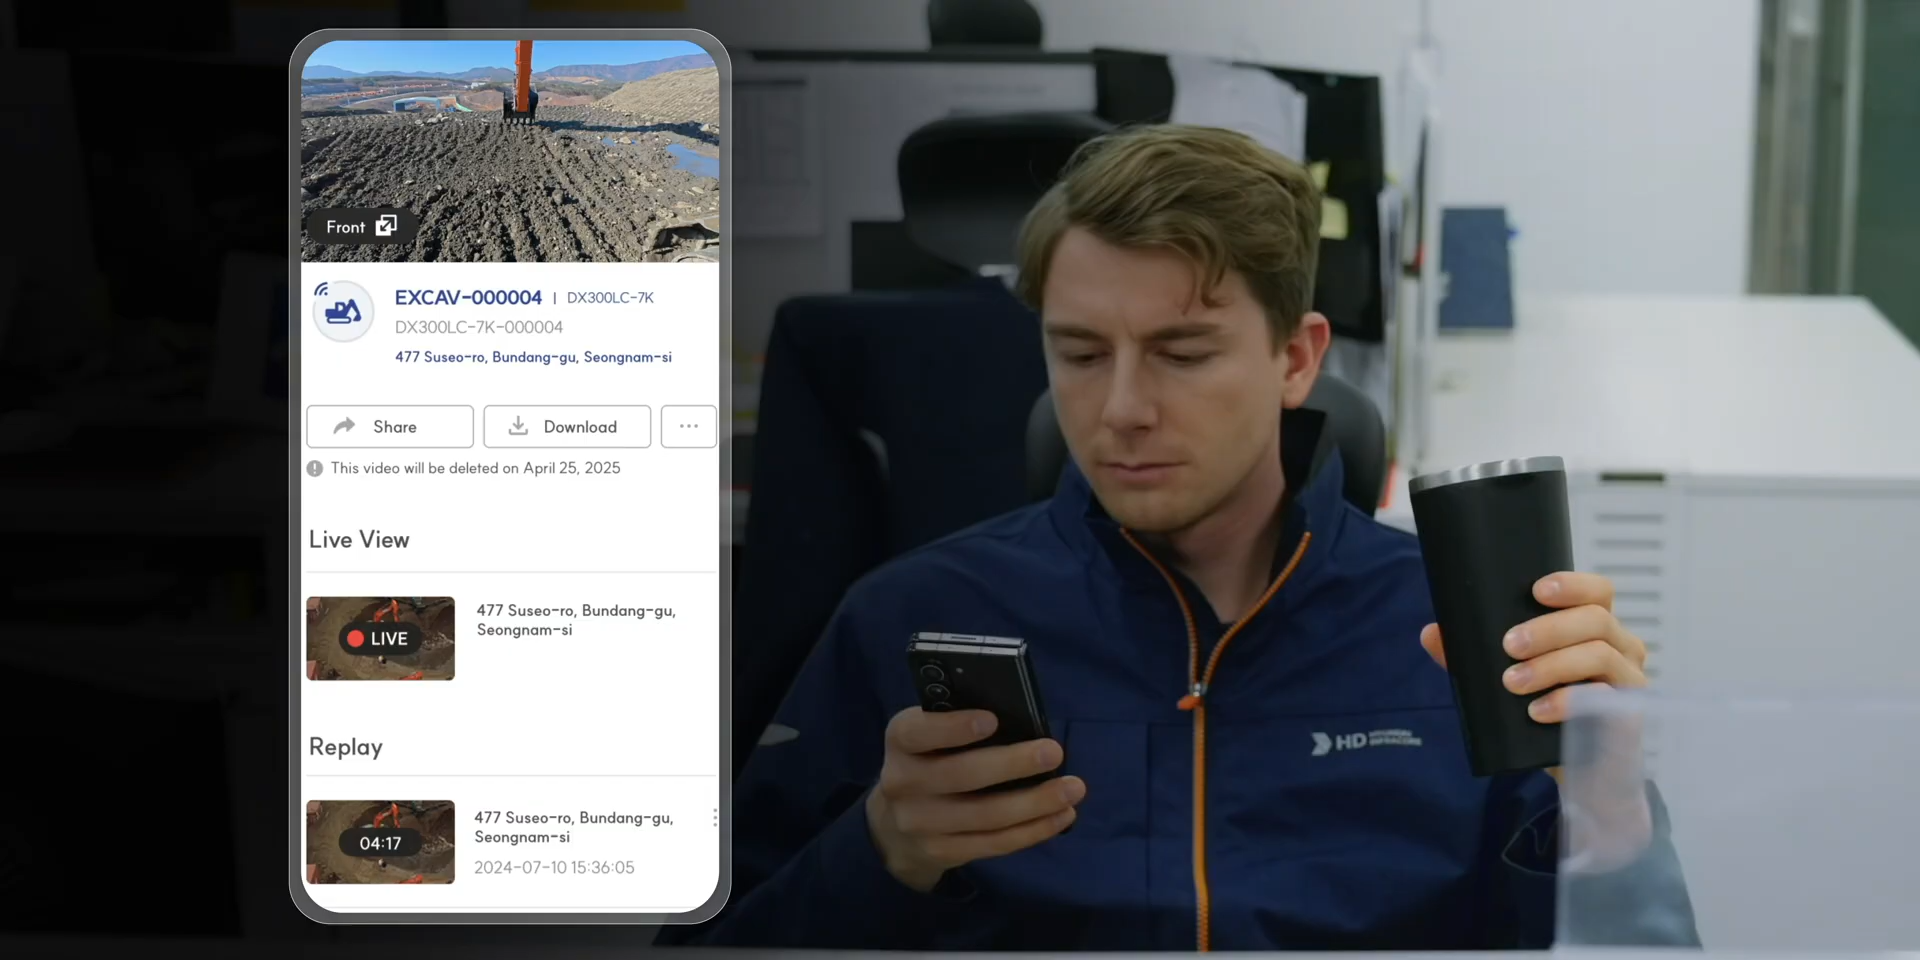 Front
EXCAV-000004 | DX300LC-7K
DX300LC-7K-000004
477 Suseo-ro, Bundang-gu, Seongnam-si
Share
Download
This video will be deleted on April 25, 2025
Live View
LIVE
477 Suseo-ro, Bundang-gu,
Seongnam-si
Replay
04:17
477 Suseo-ro, Bundang-gu,
Seongnam-si
2024-07-10 15:36:05
HD HYUNDAI
INFRACORE